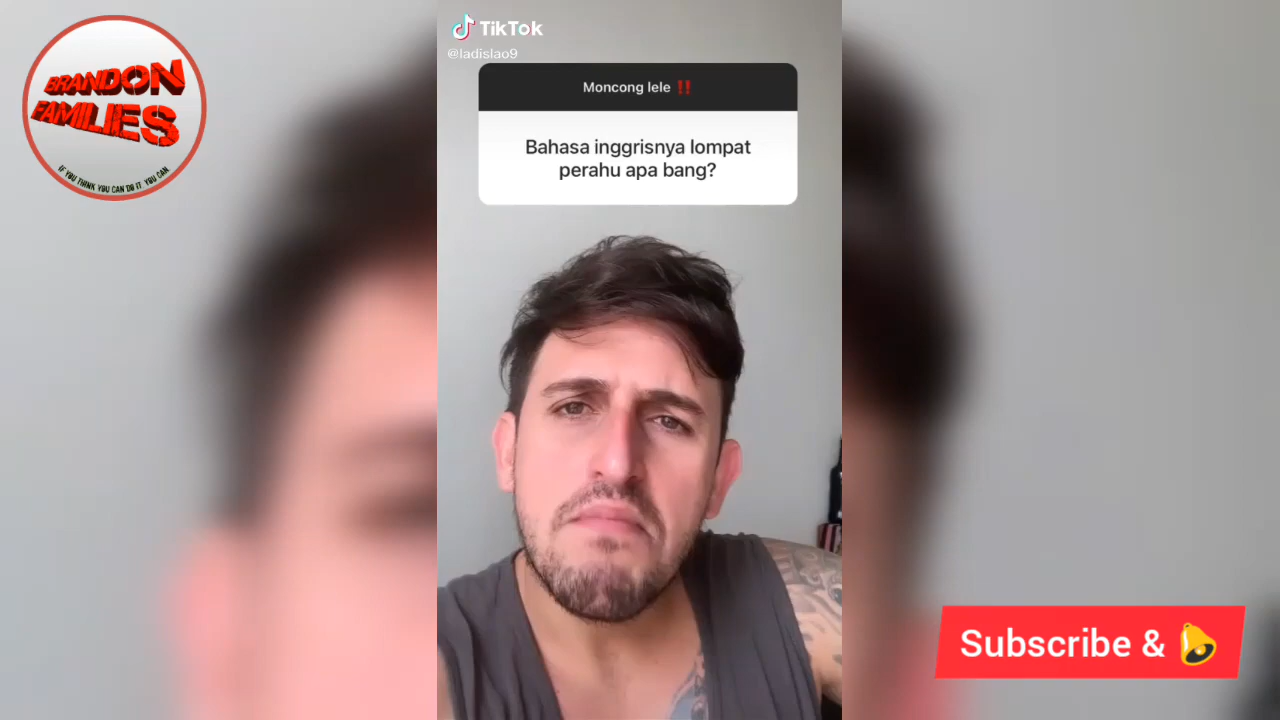 BRANDON
FAMILIES
IF YOU THINK YOU CAN DO IT YOU CAN
TikTok
@ladislao9
Moncong lele ‼️
Bahasa inggrisnya lompat
perahu apa bang?
Subscribe & 🔔